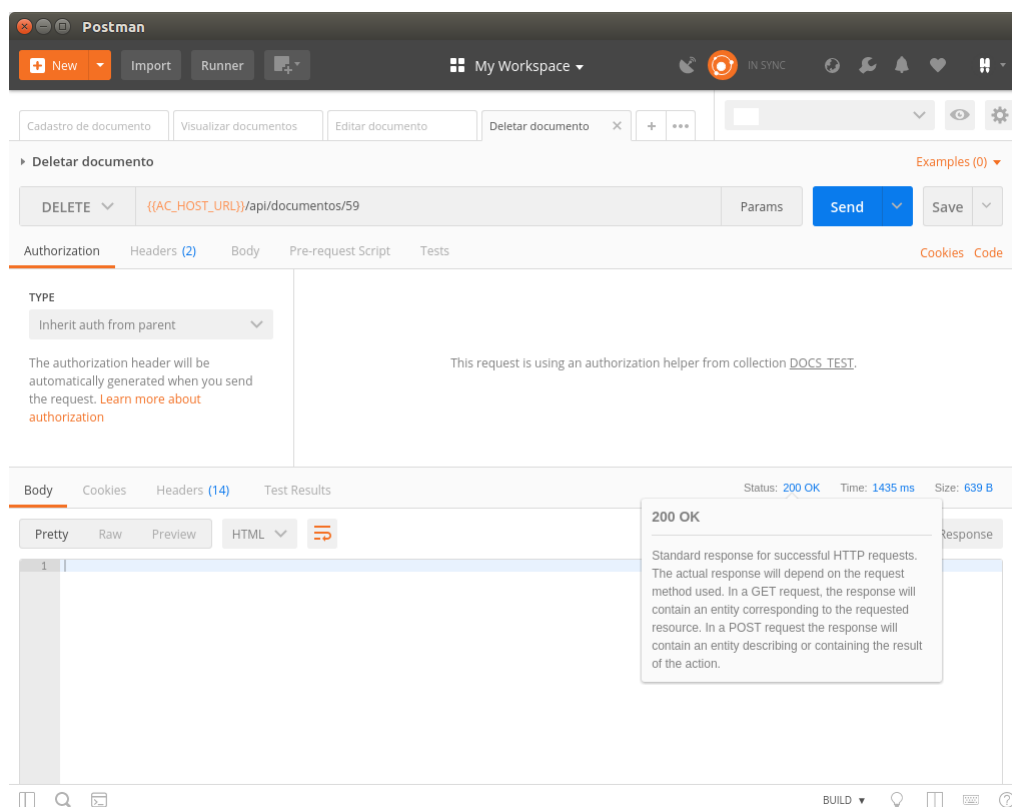 Postman
New Import Runner My Workspace IN SYNC
Cadastro de documento Visualizar documentos Editar documento Deletar documento × + •••
Deletar documento Examples (0)
DELETE {{AC_HOST_URL}}/api/documentos/59 Params Send Save
Authorization Headers (2) Body Pre-request Script Tests Cookies Code
TYPE
Inherit auth from parent
The authorization header will be
automatically generated when you send
the request. Learn more about
authorization
This request is using an authorization helper from collection DOCS_TEST.
Body Cookies Headers (14) Test Results Status: 200 OK Time: 1435 ms Size: 639 B
Pretty Raw Preview HTML Response
200 OK
Standard response for successful HTTP requests.
The actual response will depend on the request
method used. In a GET request, the response will
contain an entity corresponding to the requested
resource. In a POST request the response will
contain an entity describing or containing the result
of the action.
1
BUILD